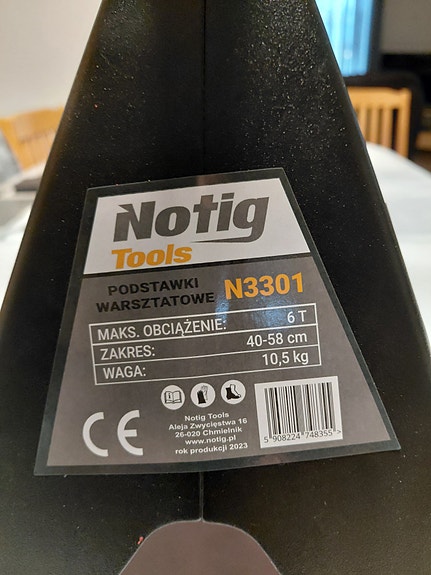 Notig
Tools
PODSTAWKI
WARSZTATOWE N3301
MAKS. OBCIĄŻENIE: 6 T
ZAKRES: 40-58 cm
WAGA: 10,5 kg
CE
Notig Tools
Aleja Zwycięstwa 16
26-020 Chmielnik
www.notig.pl
rok produkcji 2023
5 908224 748355>